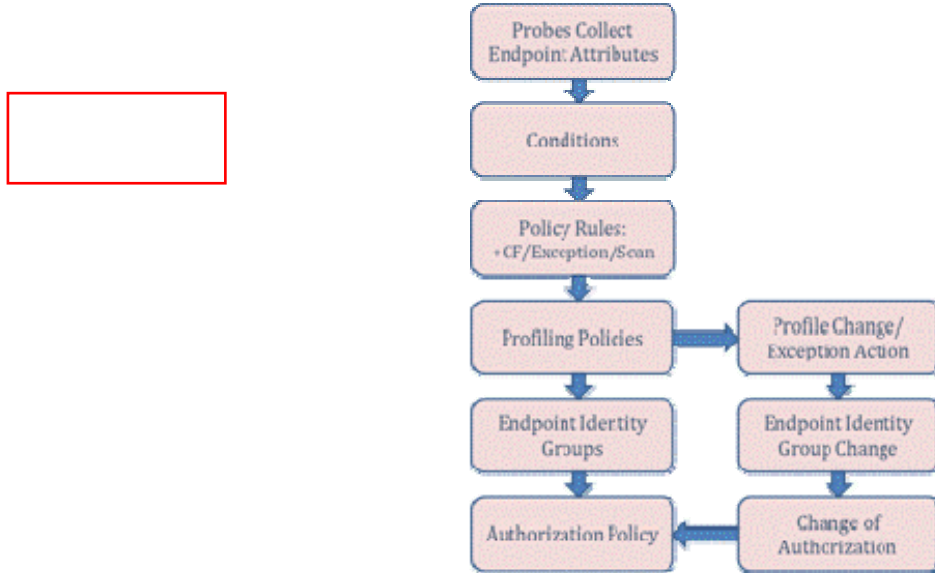 Probes Collect
Endpoint Attributes
Conditions
Policy Rules:
+CF/Exception/Scan
Profiling Policies
Profile Change/
Exception Action
Endpoint Identity
Groups
Endpoint Identity
Group Change
Authorization Policy
Change of
Authorization